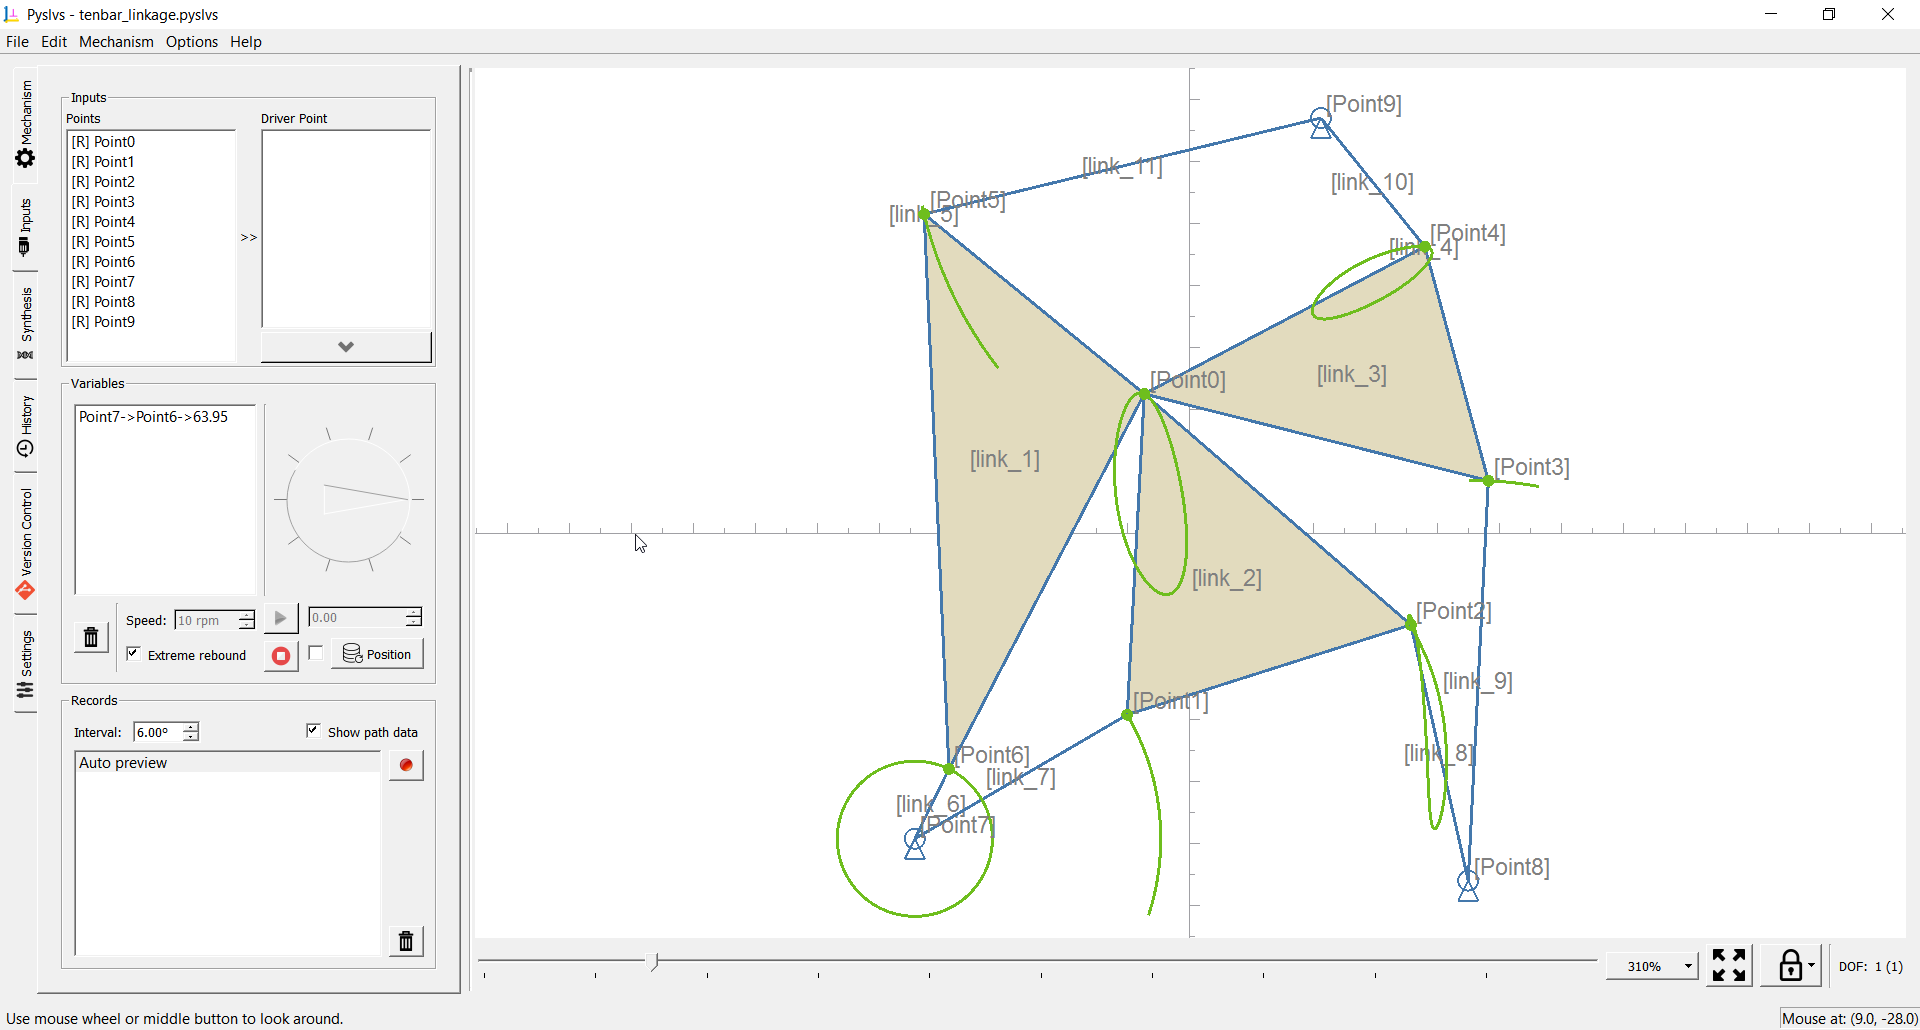 Pyslvs - tenbar_linkage.pyslvs
File Edit Mechanism Options Help
Mechanism
Inputs
Synthesis
History
Version Control
Settings
Inputs
Points
Driver Point
[R] Point0
[R] Point1
[R] Point2
[R] Point3
[R] Point4
[R] Point5
[R] Point6
[R] Point7
[R] Point8
[R] Point9
>>
Variables
Point7->Point6->63.95
Speed: 10 rpm
0.00
Extreme rebound
Position
Records
Interval: 6.00º
Show path data
Auto preview
[Point9]
[link_11]
[link_10]
[Point5]
[link_5]
[Point4]
[link_4]
[Point0]
[link_3]
[link_1]
[Point3]
[link_2]
[Point2]
[link_9]
[Point1]
[link_8]
[Point6]
[link_7]
[link_6]
[Point7]
[Point8]
310%
DOF: 1 (1)
Use mouse wheel or middle button to look around.
Mouse at: (9.0, -28.0)